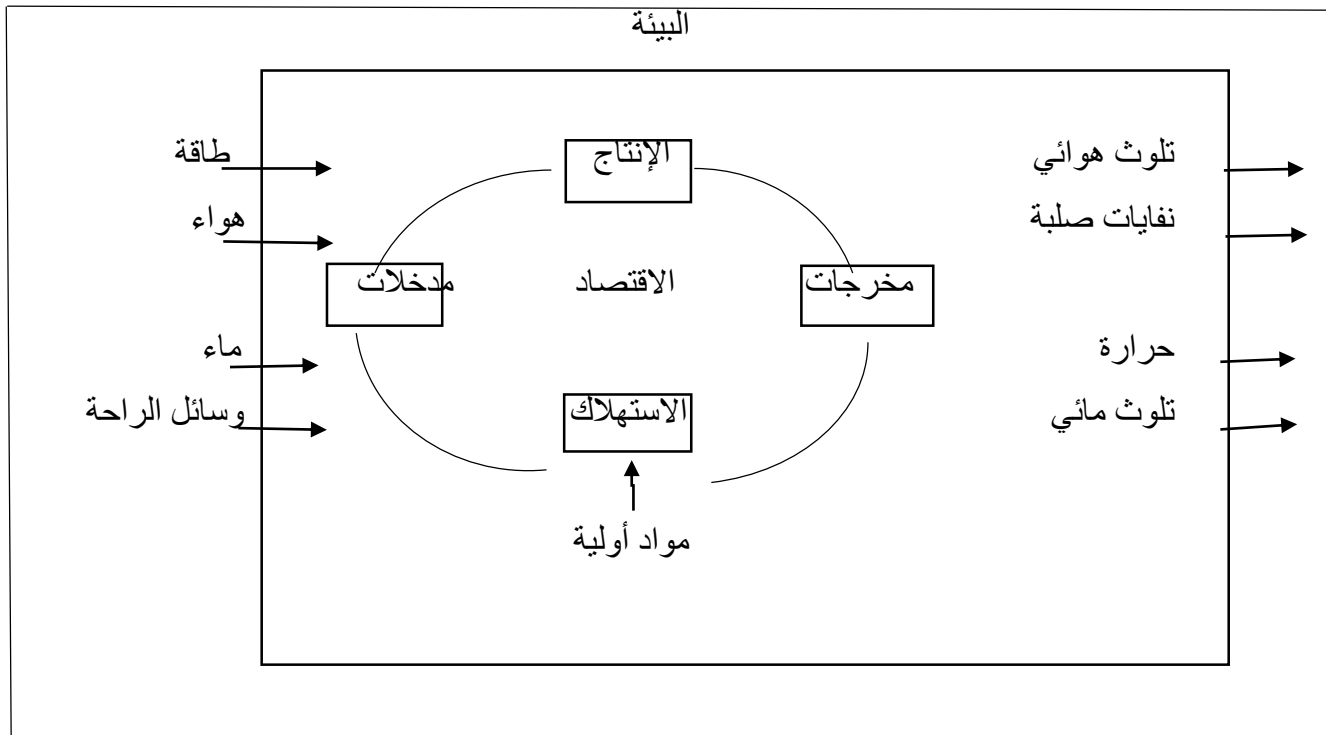 البيئة
الإنتاج
تلوث هوائي
طاقة
نفايات صلبة
هواء
مخرجات
الاقتصاد
مدخلات
حرارة
ماء
تلوث مائي
الاستهلاك
وسائل الراحة
مواد أولية